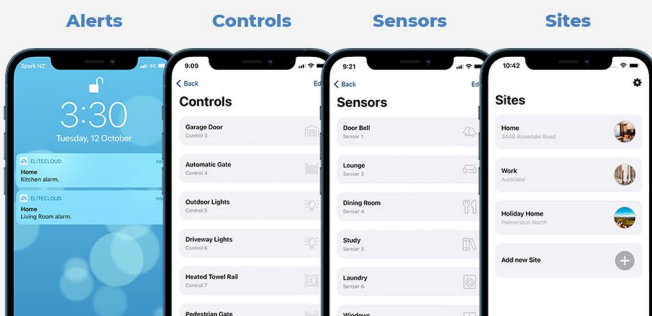 Alerts
Controls
Sensors
Sites
Spark NZ
3:30
Tuesday, 12 October
ELITECLOUD
Home
Kitchen alarm.
ELITECLOUD
Home
Living Room alarm.
9:09
Back
Controls
Garage Door
Control 3
Automatic Gate
Control 4
Outdoor Lights
Control 5
Driveway Lights
Control 6
Heated Towel Rail
Control 7
Pedestrian Gate
9:21
Back
Sensors
Door Bell
Sensor 1
Lounge
Sensor 2
Dining Room
Sensor 4
Study
Sensor 5
Laundry
Sensor 6
Windows
10:42
Sites
Home
Rosedale Road
Work
Auckland
Holiday Home
Palmerston North
Add new Site